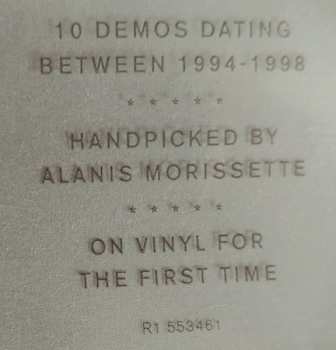 10 DEMOS DATING
BETWEEN 1994-1998
* * * * *
HANDPICKED BY
ALANIS MORISSETTE
* * * * *
ON VINYL FOR
THE FIRST TIME
R1 553461